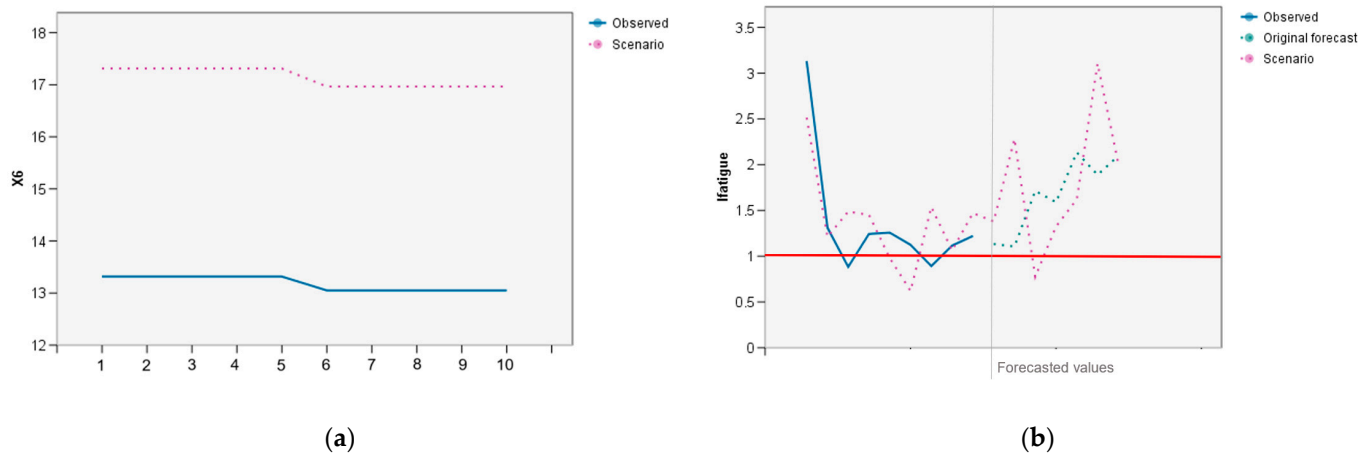 18
17
16
15
14
13
12
X6
1 2 3 4 5 6 7 8 9 10
Observed
Scenario
(a)
3.5
3
2.5
2
1.5
1
0.5
0
Ifatigue
Forecasted values
Observed
Original forecast
Scenario
(b)